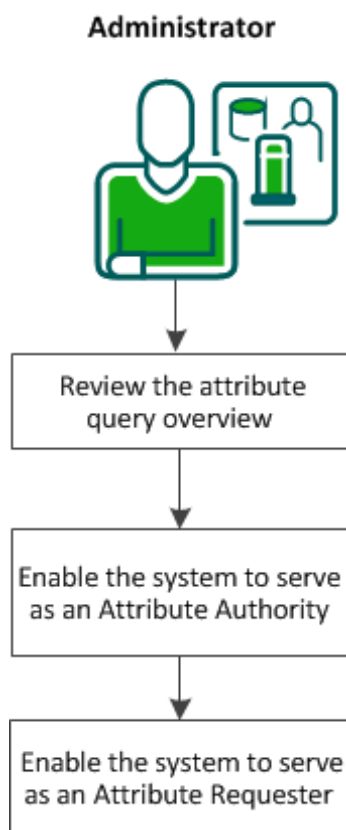 Administrator
Review the attribute
query overview
Enable the system to serve
as an Attribute Authority
Enable the system to serve
as an Attribute Requester